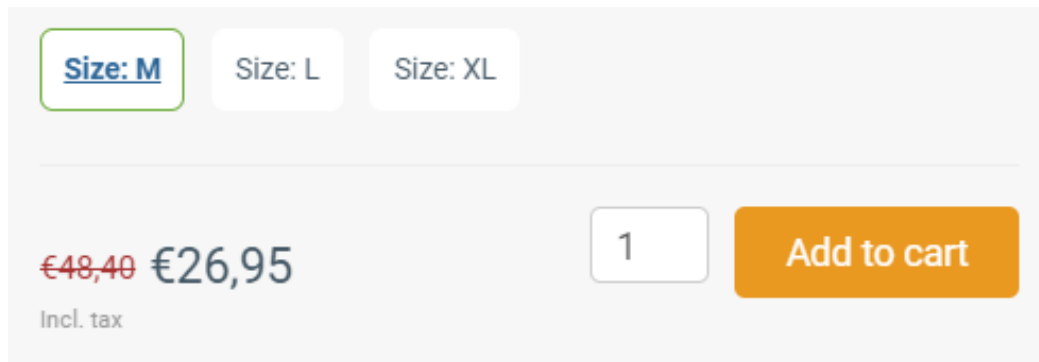 Size: M Size: L Size: XL
€48,40 €26,95 1 Add to cart
Incl. tax